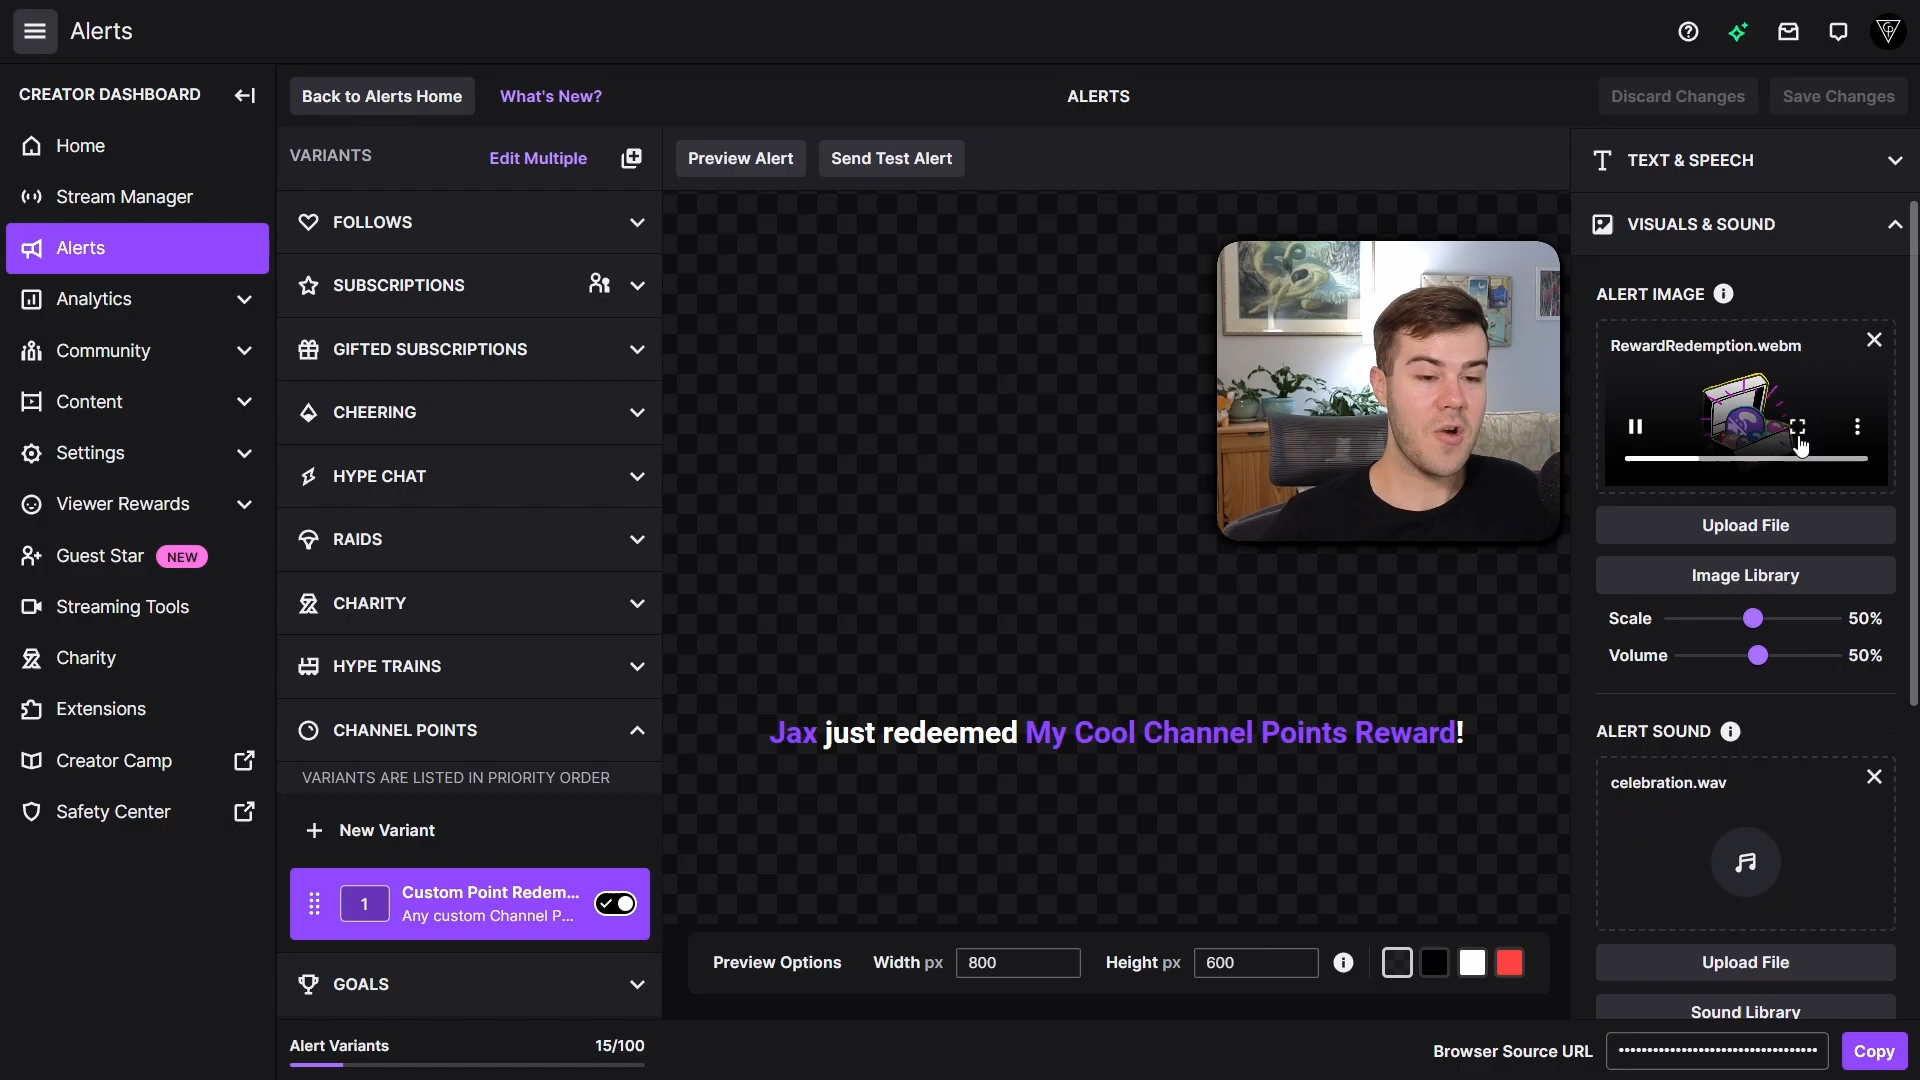 Alerts
CREATOR DASHBOARD
Back to Alerts Home
What's New?
ALERTS
Discard Changes
Save Changes
Home
Stream Manager
Alerts
Analytics
Community
Content
Settings
Viewer Rewards
Guest Star NEW
Streaming Tools
Charity
Extensions
Creator Camp
Safety Center
VARIANTS
Edit Multiple
FOLLOWS
SUBSCRIPTIONS
GIFTED SUBSCRIPTIONS
CHEERING
HYPE CHAT
RAIDS
CHARITY
HYPE TRAINS
CHANNEL POINTS
VARIANTS ARE LISTED IN PRIORITY ORDER
New Variant
1
Custom Point Redem...
Any custom Channel P...
GOALS
Alert Variants 15/100
Preview Alert
Send Test Alert
Jax just redeemed My Cool Channel Points Reward!
Preview Options Width px 800 Height px 600
TEXT & SPEECH
VISUALS & SOUND
ALERT IMAGE
RewardRedemption.webm
Upload File
Image Library
Scale 50%
Volume 50%
ALERT SOUND
celebration.wav
Upload File
Sound Library
Browser Source URL
Copy